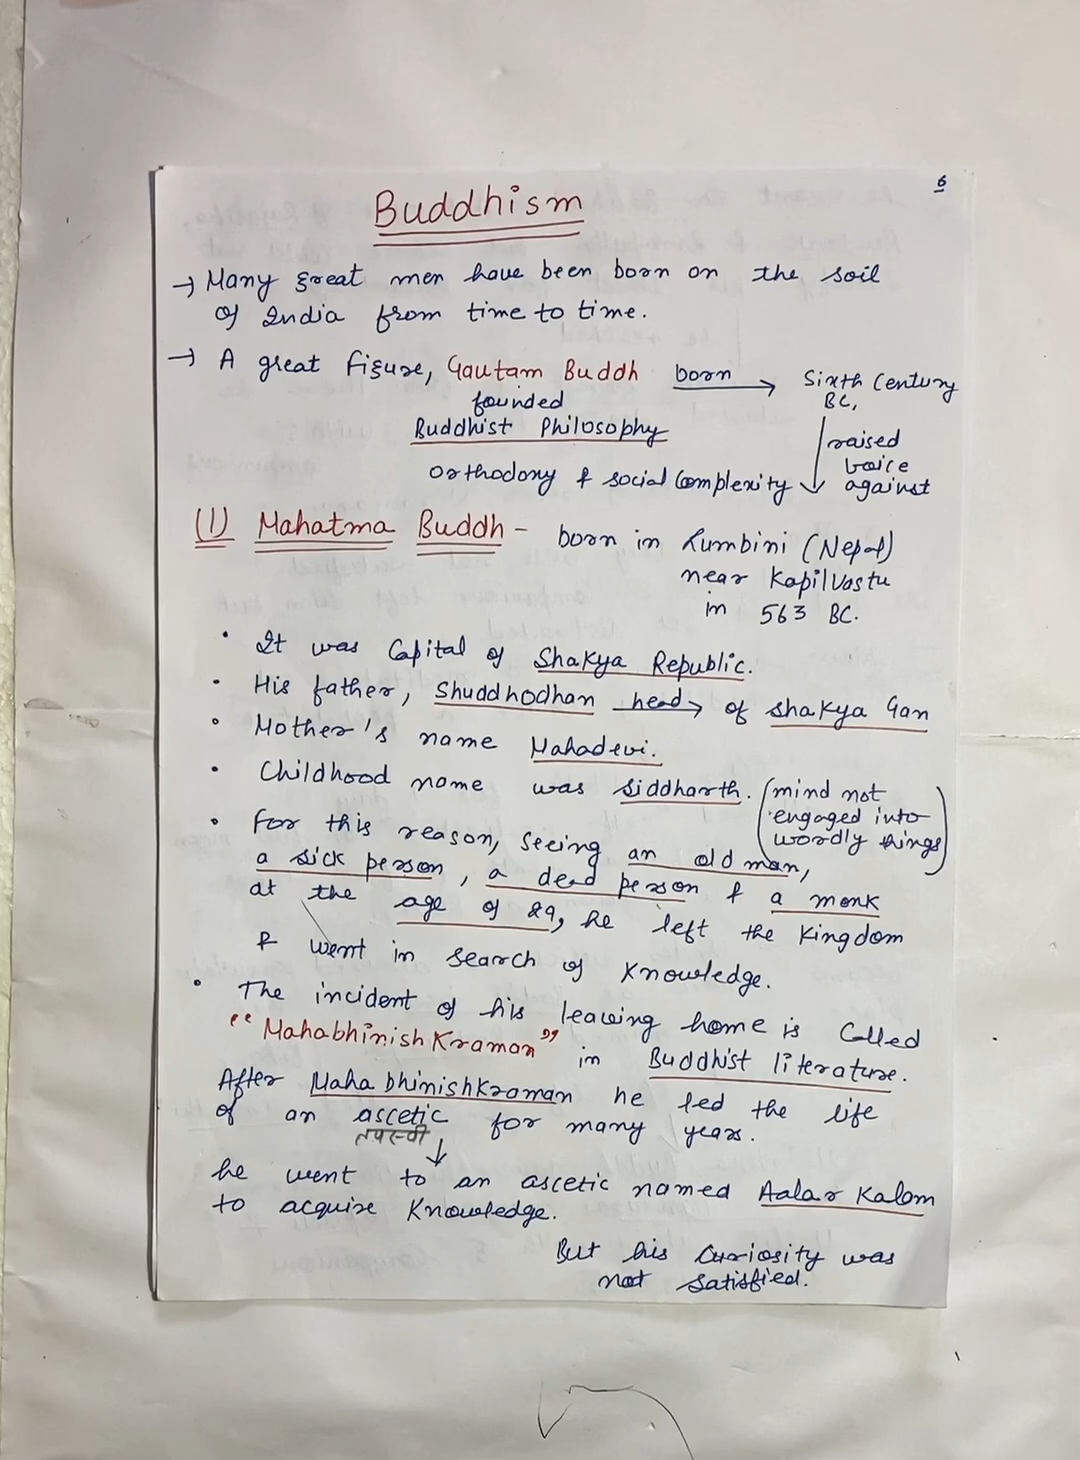 6
Buddhism
→ Many great men have been born on the soil
of India from time to time.
→ A great figure, Gautam Buddh born → Sixth Century
BC,
founded
Buddhist Philosophy
raised
voice
against
orthodony & social Complexity
(1) Mahatma Buddh - born in Lumbini (Nepal)
near Kapilvastu
in 563 BC.
• It was Capital of Shakya Republic.
• His father, Shuddhodhan head → of Shakya Gan
• Mother's name Mahadevi.
• Childhood name was Siddharth. (mind not
engaged into
wordly things)
• For this reason, seeing an old man,
a sick person, a dead person & a monk
at the age of 29, he left the Kingdom
& went in search of Knowledge.
• The incident of his leaving home is Called
"Mahabhinishkraman" in Buddhist literature.
After Mahabhinishkraman he led the life
of an ascetic for many years.
तपस्वी ↓
he went to an ascetic named Aalar Kalam
to acquire Knowledge.
But his Curiosity was
not satisfied.